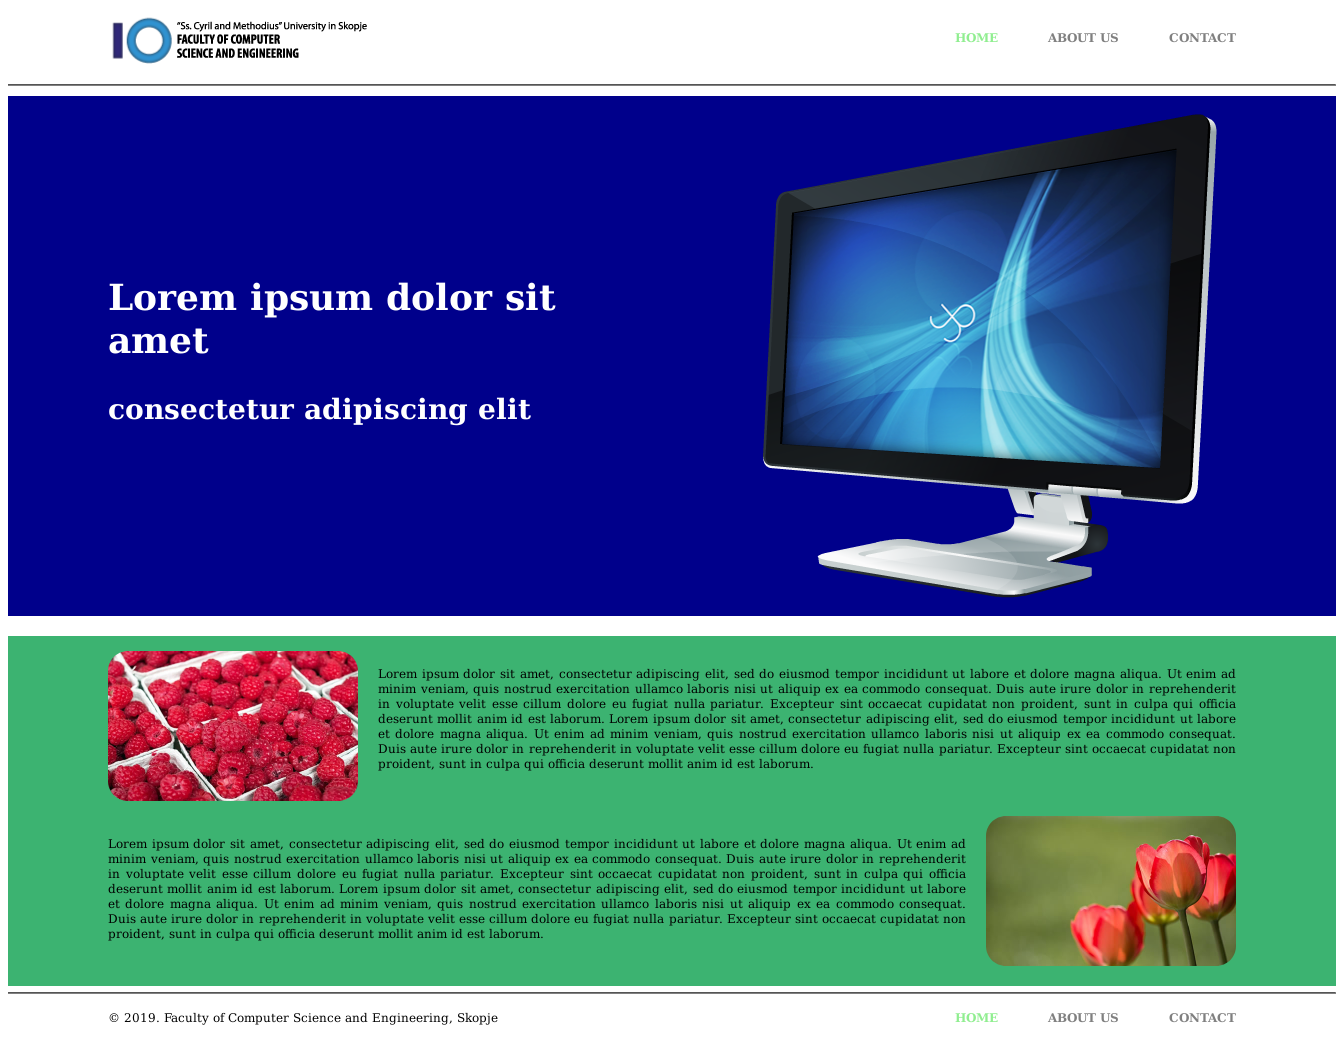 "Ss. Cyril and Methodius" University in Skopje
FACULTY OF COMPUTER
SCIENCE AND ENGINEERING
HOME ABOUT US CONTACT
Lorem ipsum dolor sit
amet
consectetur adipiscing elit
Lorem ipsum dolor sit amet, consectetur adipiscing elit, sed do eiusmod tempor incididunt ut labore et dolore magna aliqua. Ut enim ad
minim veniam, quis nostrud exercitation ullamco laboris nisi ut aliquip ex ea commodo consequat. Duis aute irure dolor in reprehenderit
in voluptate velit esse cillum dolore eu fugiat nulla pariatur. Excepteur sint occaecat cupidatat non proident, sunt in culpa qui officia
deserunt mollit anim id est laborum. Lorem ipsum dolor sit amet, consectetur adipiscing elit, sed do eiusmod tempor incididunt ut labore
et dolore magna aliqua. Ut enim ad minim veniam, quis nostrud exercitation ullamco laboris nisi ut aliquip ex ea commodo consequat.
Duis aute irure dolor in reprehenderit in voluptate velit esse cillum dolore eu fugiat nulla pariatur. Excepteur sint occaecat cupidatat non
proident, sunt in culpa qui officia deserunt mollit anim id est laborum.
Lorem ipsum dolor sit amet, consectetur adipiscing elit, sed do eiusmod tempor incididunt ut labore et dolore magna aliqua. Ut enim ad
minim veniam, quis nostrud exercitation ullamco laboris nisi ut aliquip ex ea commodo consequat. Duis aute irure dolor in reprehenderit
in voluptate velit esse cillum dolore eu fugiat nulla pariatur. Excepteur sint occaecat cupidatat non proident, sunt in culpa qui officia
deserunt mollit anim id est laborum. Lorem ipsum dolor sit amet, consectetur adipiscing elit, sed do eiusmod tempor incididunt ut labore
et dolore magna aliqua. Ut enim ad minim veniam, quis nostrud exercitation ullamco laboris nisi ut aliquip ex ea commodo consequat.
Duis aute irure dolor in reprehenderit in voluptate velit esse cillum dolore eu fugiat nulla pariatur. Excepteur sint occaecat cupidatat non
proident, sunt in culpa qui officia deserunt mollit anim id est laborum.
© 2019. Faculty of Computer Science and Engineering, Skopje
HOME ABOUT US CONTACT